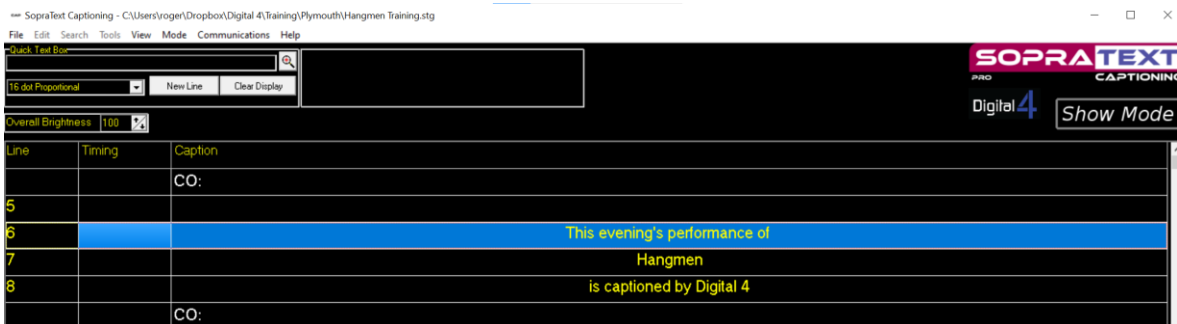 SopraText Captioning - C:\Users\roger\Dropbox\Digital 4\Training\Plymouth\Hangmen Training.stg
File Edit Search Tools View Mode Communications Help
Quick Text Box
16 dot Proportional
New Line
Clear Display
SOPRATEXT
PRO CAPTIONING
Digital 4
Show Mode
Overall Brightness 100
Line Timing Caption
CO:
5
6 This evening's performance of
7 Hangmen
8 is captioned by Digital 4
CO: